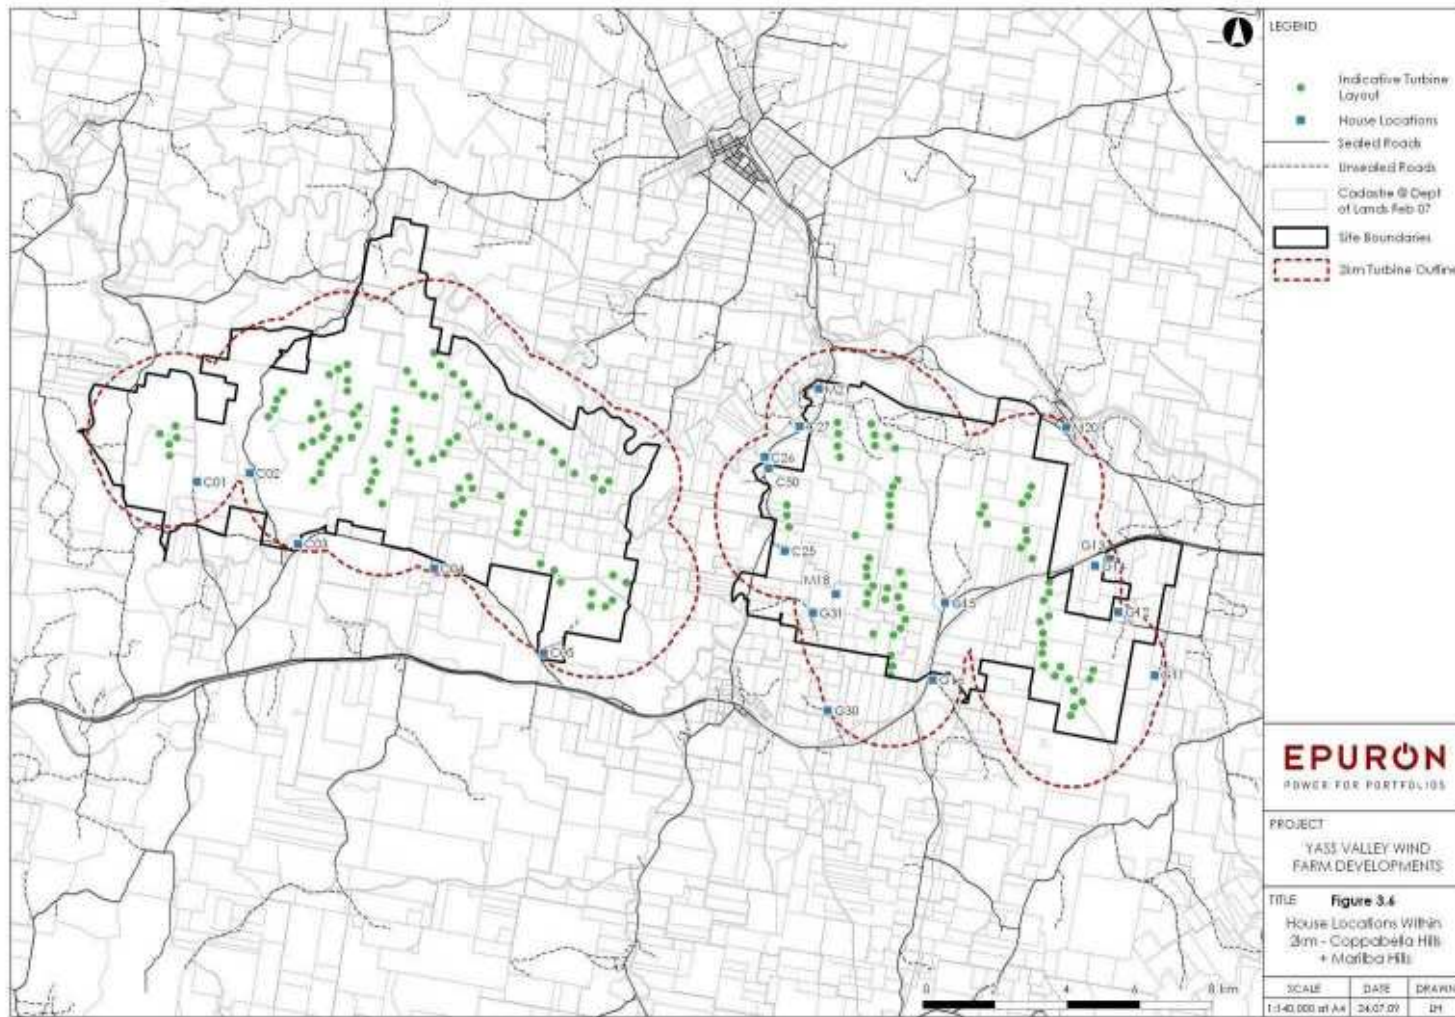 LEGEND
Indicative Turbine
Layout
House Locations
Sealed Roads
Unsealed Roads
Cadastre @ Dept
of Lands Feb 07
Site Boundaries
2km Turbine Outline
C01
C02
C03
C04
C05
C27
C26
C50
C25
M18
G31
G30
G15
G13
G12
G11
0
2
4
6
8 km
EPURON
POWER FOR PORTFOLIOS
PROJECT
YASS VALLEY WIND
FARM DEVELOPMENTS
TITLE
Figure 3.6
House Locations Within
2km - Coppabella Hills
+ Marilba Hills
SCALE
DATE
DRAWN
1:140,000 at A4
24.07.09